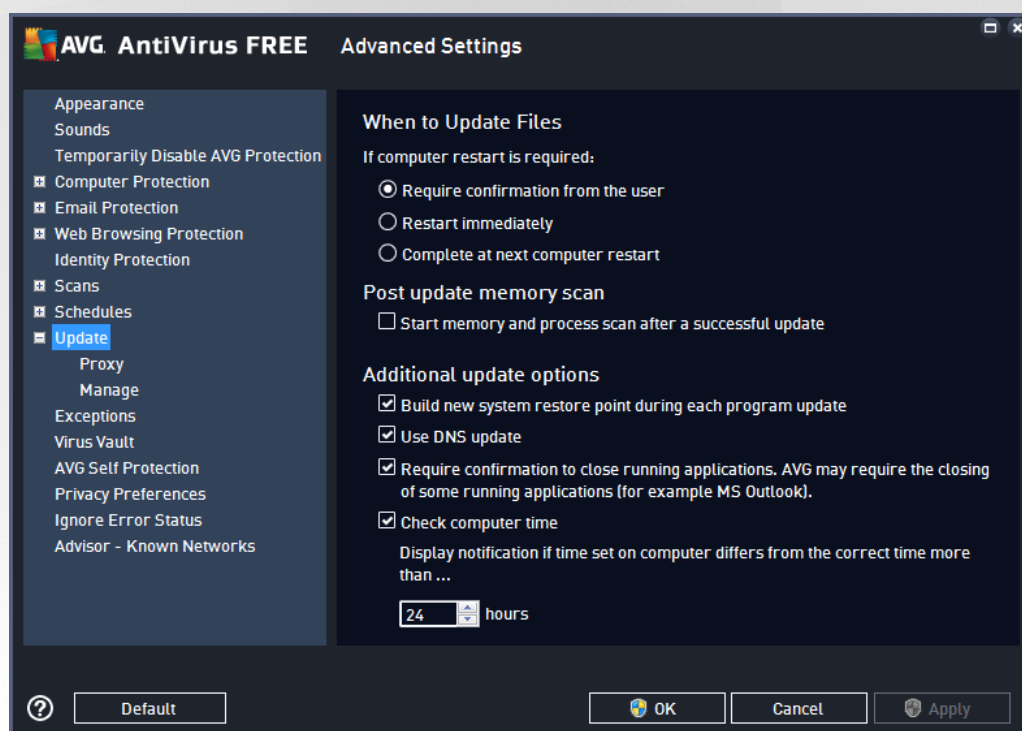 AVG. AntiVirus FREE Advanced Settings
Appearance
Sounds
Temporarily Disable AVG Protection
Computer Protection
Email Protection
Web Browsing Protection
Identity Protection
Scans
Schedules
Update
Proxy
Manage
Exceptions
Virus Vault
AVG Self Protection
Privacy Preferences
Ignore Error Status
Advisor - Known Networks
When to Update Files
If computer restart is required:
Require confirmation from the user
Restart immediately
Complete at next computer restart
Post update memory scan
Start memory and process scan after a successful update
Additional update options
Build new system restore point during each program update
Use DNS update
Require confirmation to close running applications. AVG may require the closing
of some running applications (for example MS Outlook).
Check computer time
Display notification if time set on computer differs from the correct time more
than ...
24 hours
? Default OK Cancel Apply